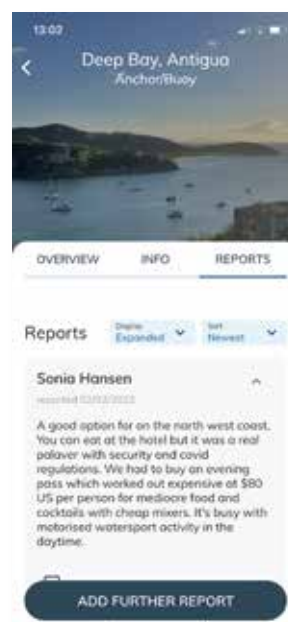 13:02
Deep Bay, Antigua
Anchor/Buoy
OVERVIEW INFO REPORTS
Reports
Display
Expanded
Sort
Newest
Sonia Hansen
reported
A good option for on the north west coast.
You can eat at the hotel but it was a real
palaver with security and covid
regulations. We had to buy an evening
pass which worked out expensive at $80
US per person for mediocre food and
cocktails with cheap mixers. It's busy with
motorised watersport activity in the
daytime.
ADD FURTHER REPORT